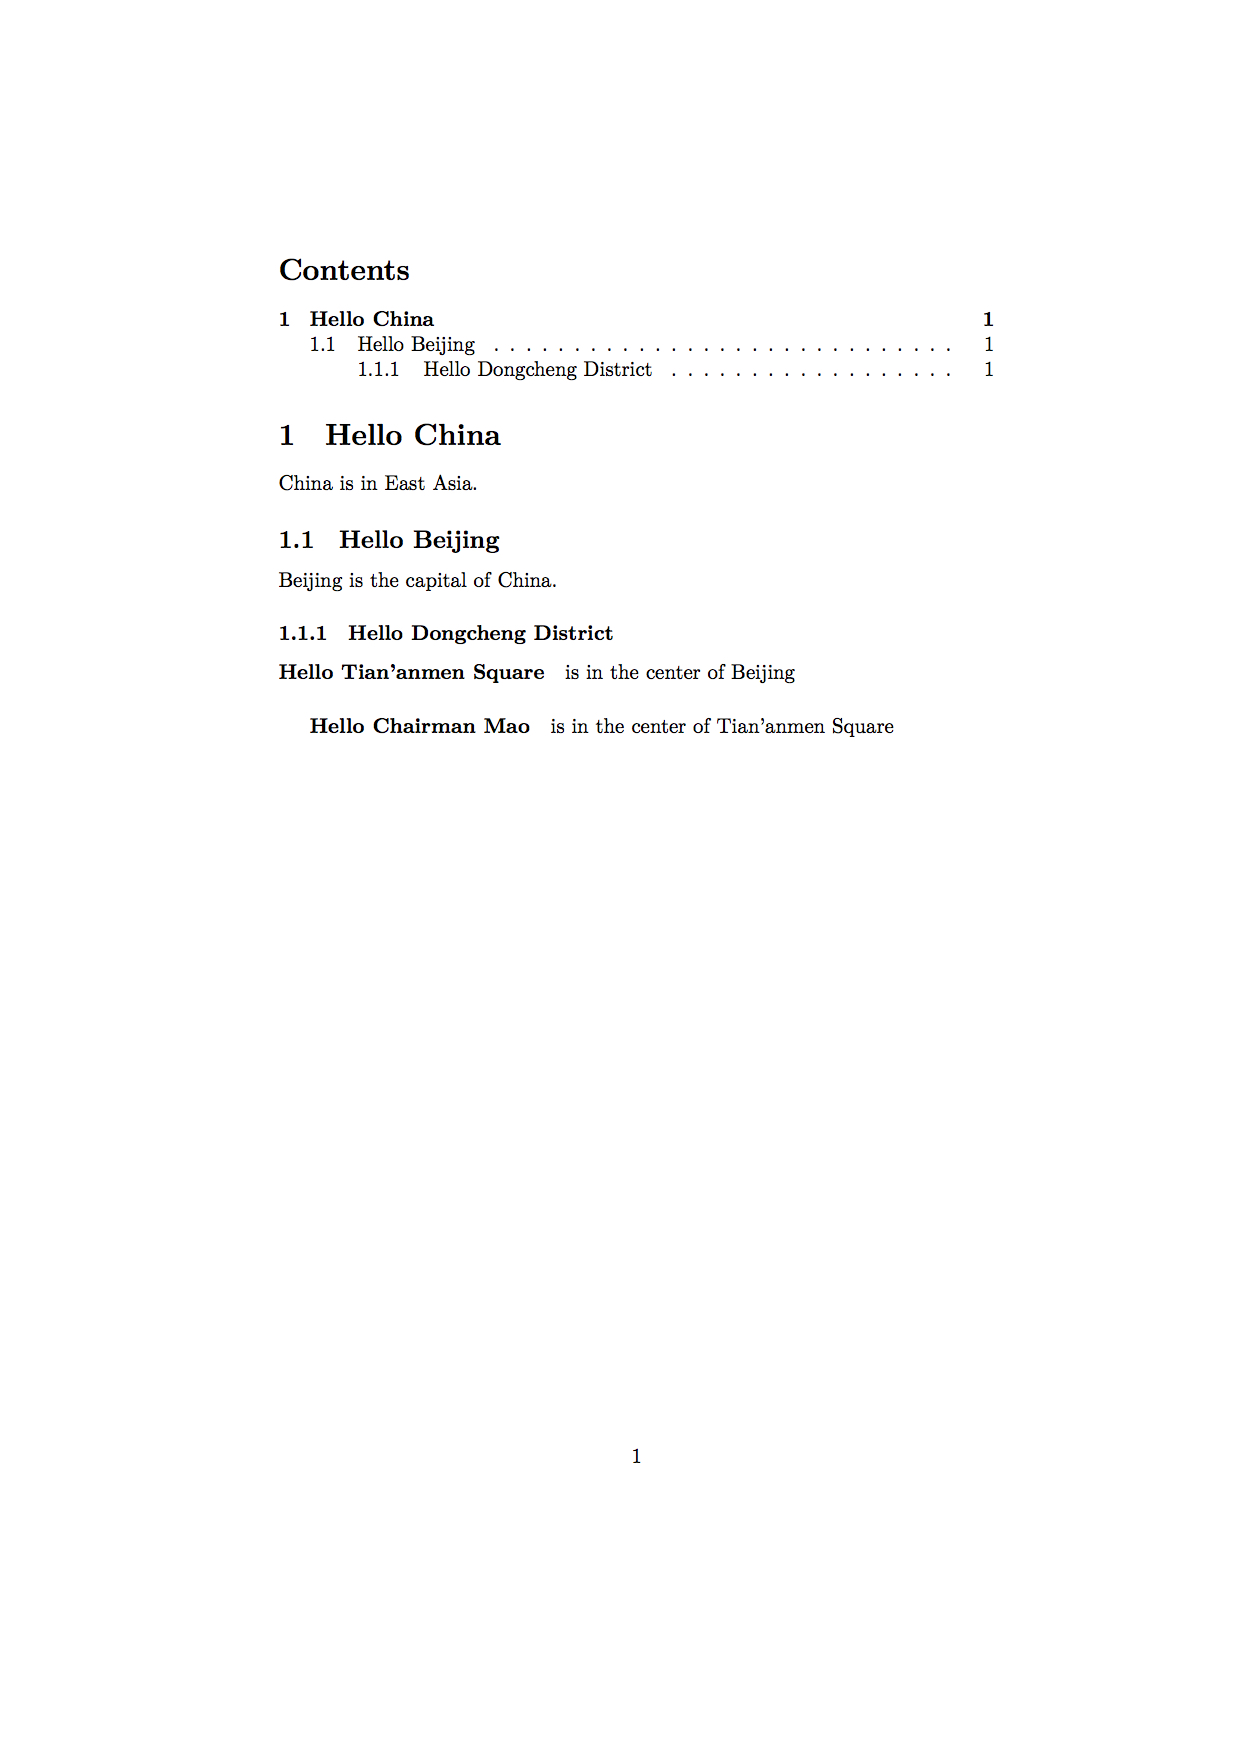 Contents
1 Hello China 1
1.1 Hello Beijing . . . . . . . . . . . . . . . . . . . . . . . . . . . . . 1
1.1.1 Hello Dongcheng District . . . . . . . . . . . . . . . . . . 1
1 Hello China
China is in East Asia.
1.1 Hello Beijing
Beijing is the capital of China.
1.1.1 Hello Dongcheng District
Hello Tian'anmen Square is in the center of Beijing
Hello Chairman Mao is in the center of Tian'anmen Square
1